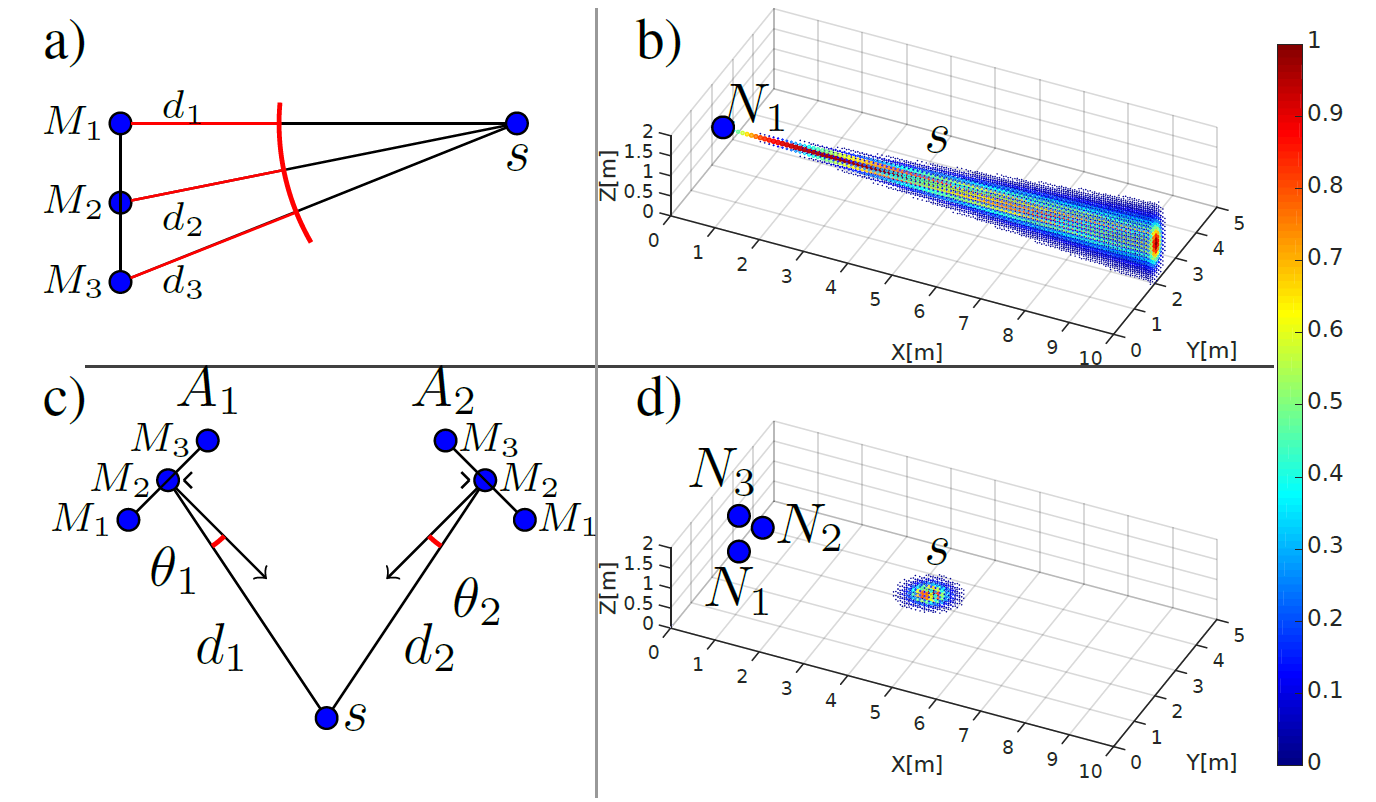 a)
M1 d1
s
M2
d2
M3 d3
b)
N1
s
2
1.5
1
0.5
0
Z[m]
0 1 2 3 4 5 6 7 8 9 10
X[m]
0 1 2 3 4 5
Y[m]
c)
A1 A2
M3 M3
M2 < > M2
M1 M1
θ1 θ2
d1 d2
s
d)
N3
N2
N1
s
2
1.5
1
0.5
0
Z[m]
0 1 2 3 4 5 6 7 8 9 10
X[m]
0 1 2 3 4 5
Y[m]
1
0.9
0.8
0.7
0.6
0.5
0.4
0.3
0.2
0.1
0